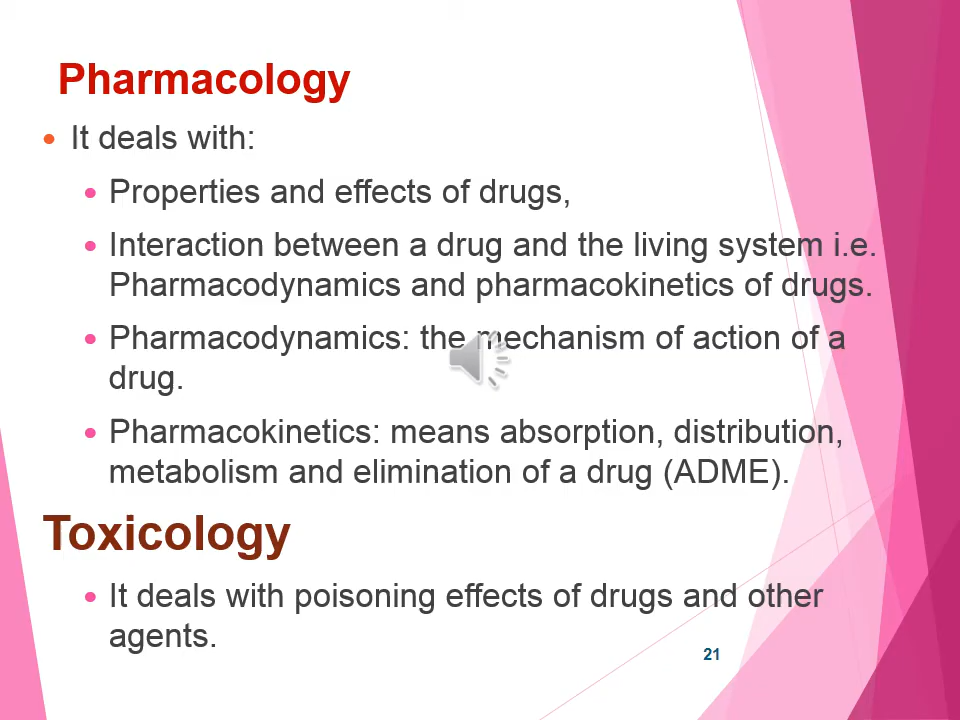 Pharmacology
It deals with:
Properties and effects of drugs,
Interaction between a drug and the living system i.e.
Pharmacodynamics and pharmacokinetics of drugs.
Pharmacodynamics: the mechanism of action of a
drug.
Pharmacokinetics: means absorption, distribution,
metabolism and elimination of a drug (ADME).
Toxicology
It deals with poisoning effects of drugs and other
agents.
21